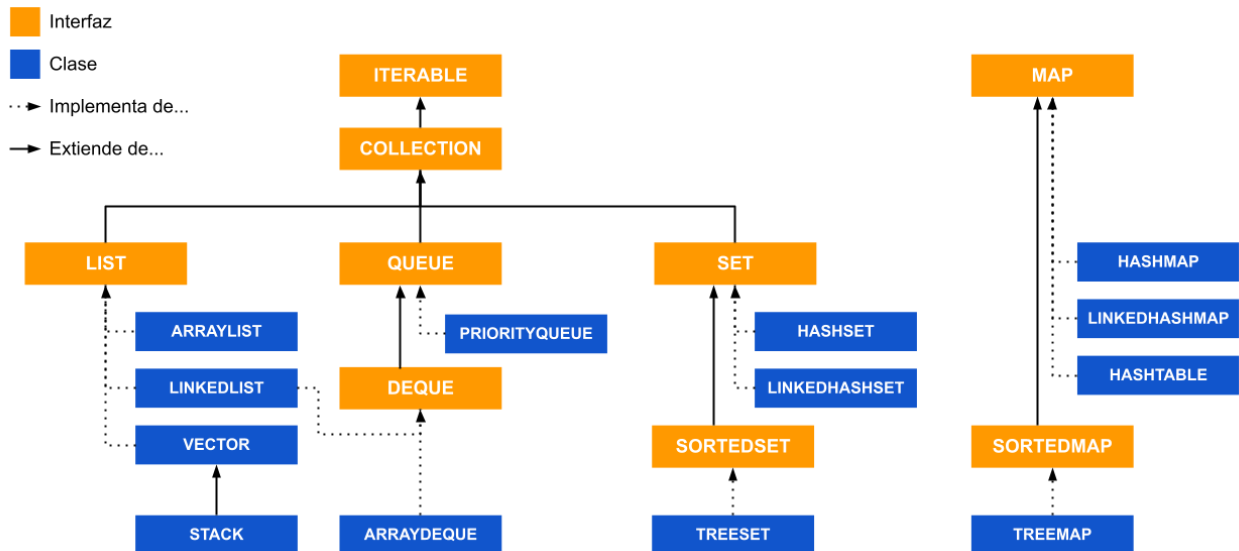 Interfaz
Clase
Implementa de...
Extiende de...
ITERABLE
MAP
COLLECTION
LIST
QUEUE
SET
HASHMAP
ARRAYLIST
PRIORITYQUEUE
HASHSET
LINKEDHASHMAP
LINKEDLIST
DEQUE
LINKEDHASHSET
HASHTABLE
VECTOR
SORTEDSET
SORTEDMAP
STACK
ARRAYDEQUE
TREESET
TREEMAP